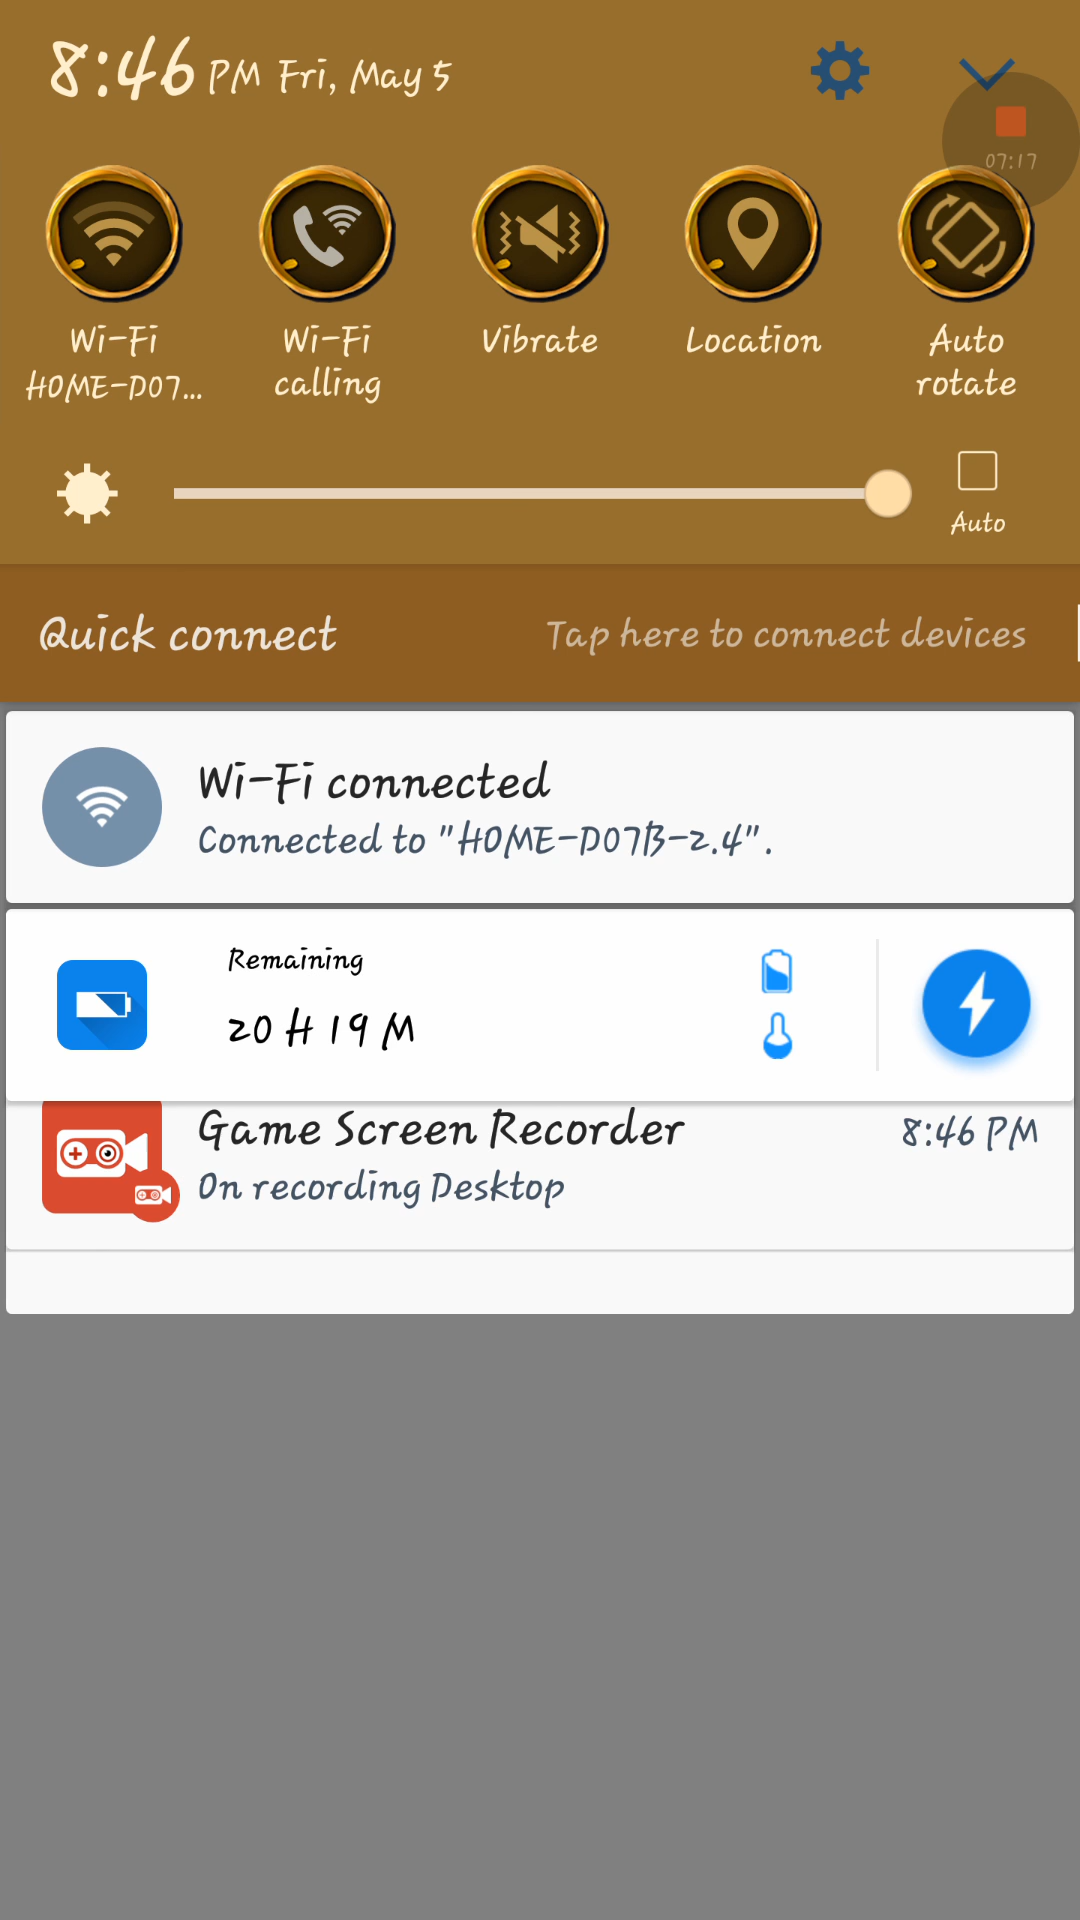 8:46 PM Fri, May 5
07:17
Wi-Fi
HOME-D07...
Wi-Fi
calling
Vibrate
Location
Auto
rotate
Auto
Quick connect
Tap here to connect devices
Wi-Fi connected
Connected to "HOME-D07B-2.4".
Remaining
20 H 19 M
Game Screen Recorder
8:46 PM
On recording Desktop